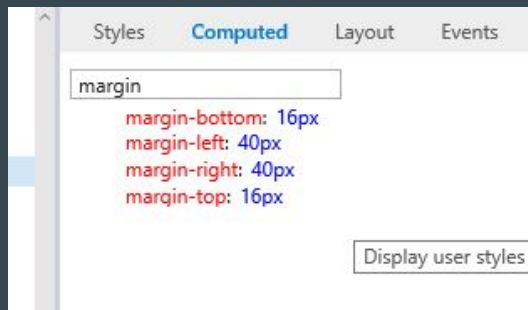 Styles Computed Layout Events
margin
margin-bottom: 16px
margin-left: 40px
margin-right: 40px
margin-top: 16px
Display user styles